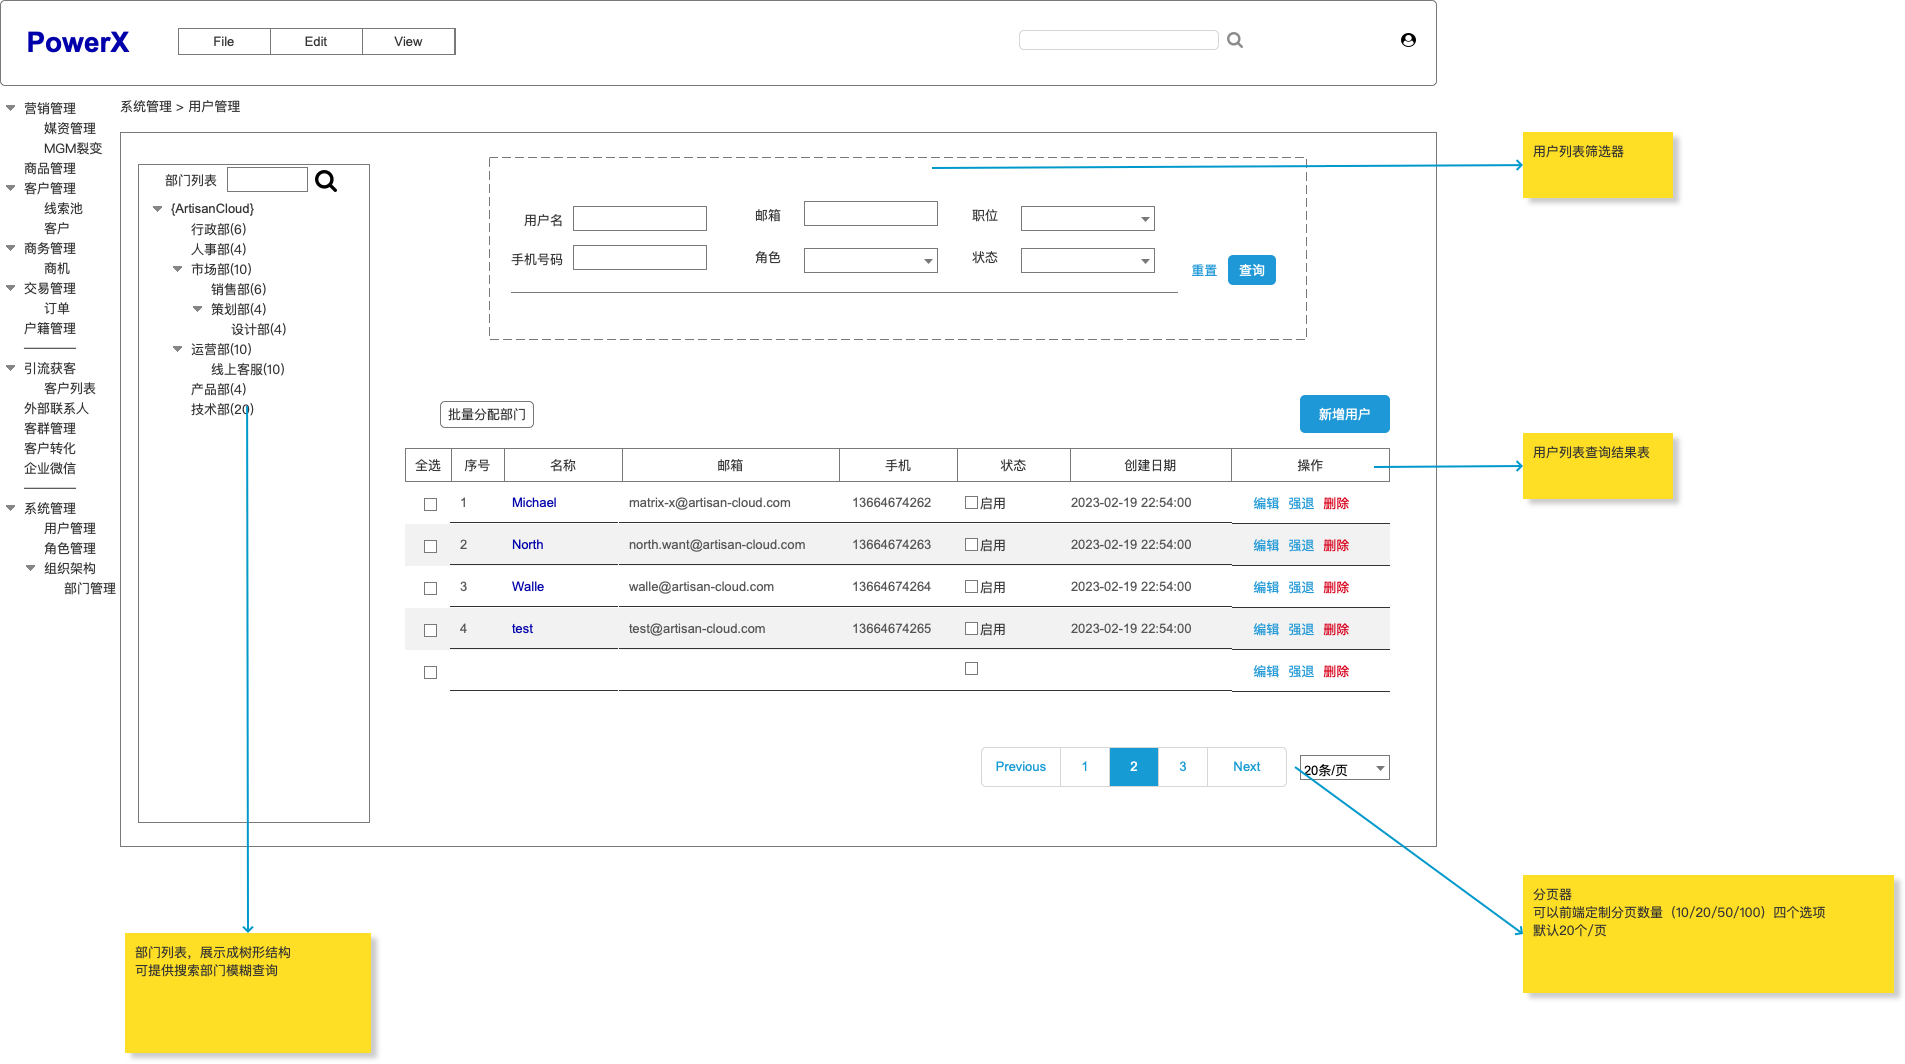 PowerX
File
Edit
View
营销管理
媒资管理
MGM裂变
商品管理
客户管理
线索池
客户
商务管理
商机
交易管理
订单
户籍管理
引流获客
客户列表
外部联系人
客群管理
客户转化
企业微信
系统管理
用户管理
角色管理
组织架构
部门管理
系统管理 > 用户管理
部门列表
{ArtisanCloud}
行政部(6)
人事部(4)
市场部(10)
销售部(6)
策划部(4)
设计部(4)
运营部(10)
线上客服(10)
产品部(4)
技术部(20)
用户名
邮箱
职位
手机号码
角色
状态
重置
查询
用户列表筛选器
批量分配部门
新增用户
全选 序号 名称 邮箱 手机 状态 创建日期 操作
1 Michael matrix-x@artisan-cloud.com 13664674262 启用 2023-02-19 22:54:00 编辑 强退 删除
2 North north.want@artisan-cloud.com 13664674263 启用 2023-02-19 22:54:00 编辑 强退 删除
3 Walle walle@artisan-cloud.com 13664674264 启用 2023-02-19 22:54:00 编辑 强退 删除
4 test test@artisan-cloud.com 13664674265 启用 2023-02-19 22:54:00 编辑 强退 删除
编辑 强退 删除
用户列表查询结果表
Previous 1 2 3 Next
20条/页
分页器
可以前端定制分页数量（10/20/50/100）四个选项
默认20个/页
部门列表，展示成树形结构
可提供搜索部门模糊查询